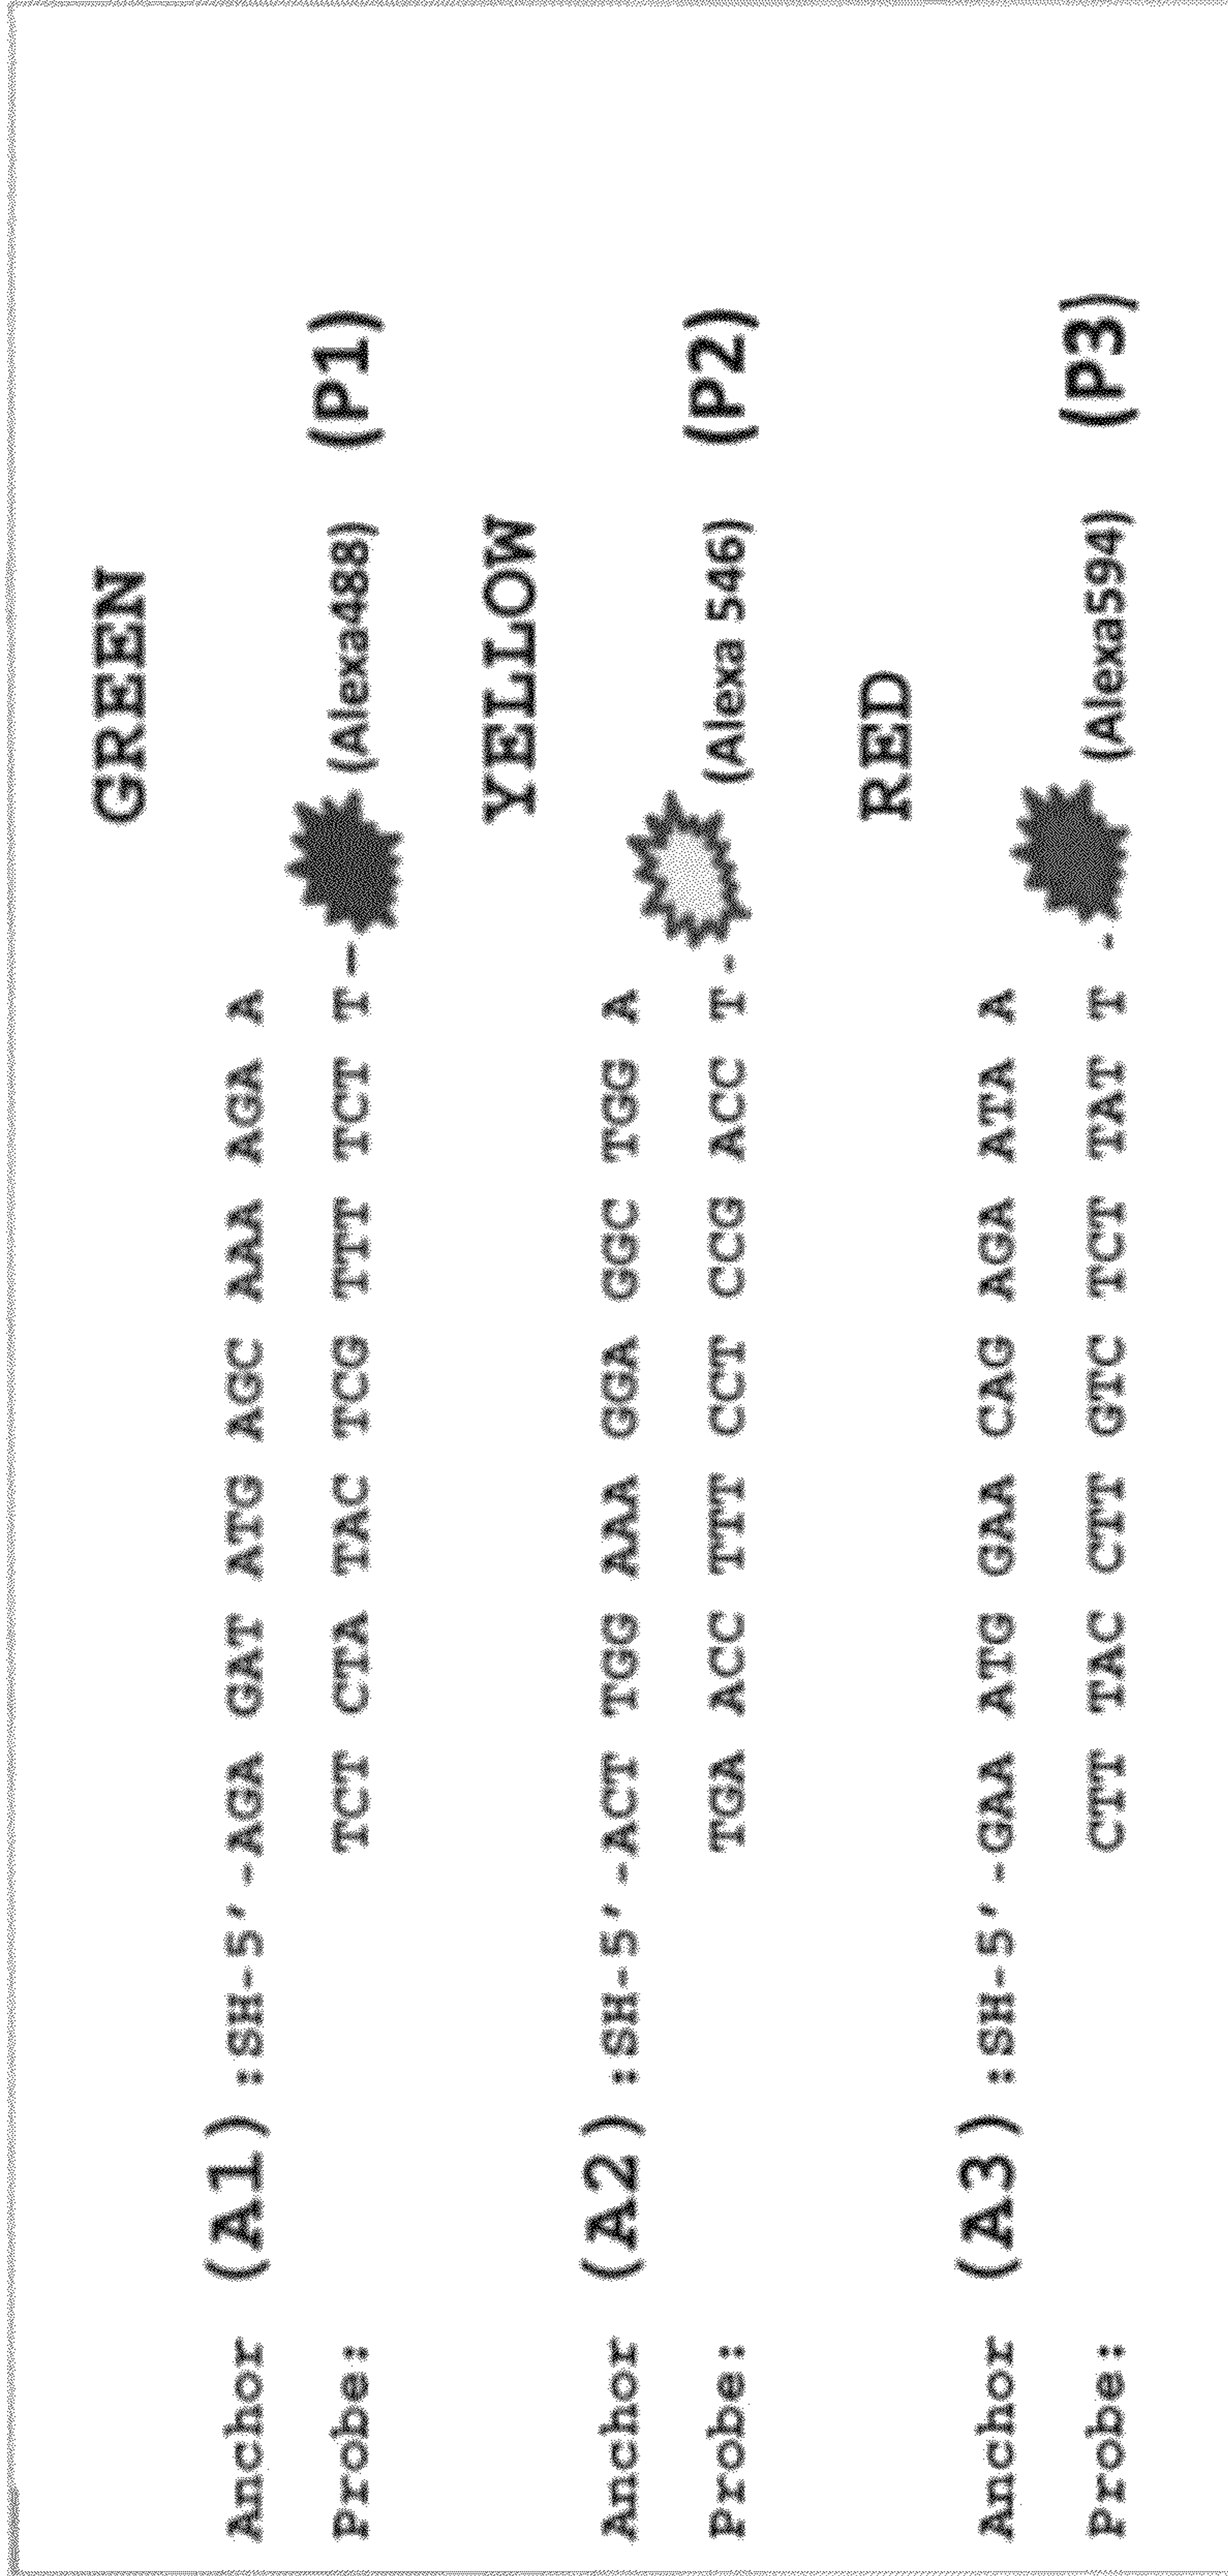 GREEN
Anchor (A1) :SH-5'-AGA GAT ATG AGC AAA AGA A
Probe: TCT CTA TAC TCG TTT TCT T- (Alexa488) (P1)
YELLOW
Anchor (A2) :SH-5'-ACT TGG AAA GGA GGC TGG A
Probe: TGA ACC TTT CCT CCG ACC T- (Alexa 546) (P2)
RED
Anchor (A3) :SH-5'-GAA ATG GAA CAG AGA ATA A
Probe: CTT TAC CTT GTC TCT TAT T- (Alexa594) (P3)